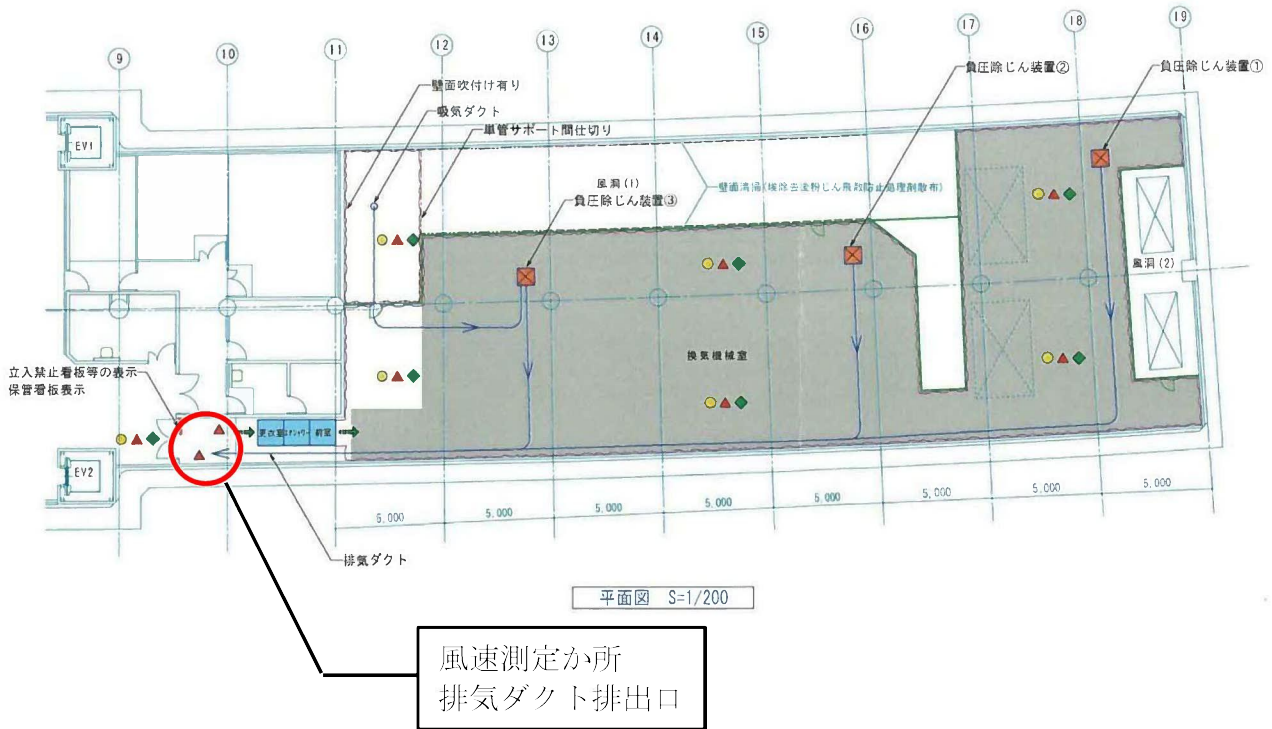 9
10
11
12
13
14
15
16
17
18
19
負圧除じん装置②
負圧除じん装置①
壁面吹付け有り
吸気ダクト
単管サポート間仕切り
EV1
風洞(1)
負圧除じん装置③
風洞(2)
換気機械室
立入禁止看板等の表示
保管看板表示
更衣室
前室
EV2
5,000
5,000
5,000
5,000
5,000
5,000
5,000
5,000
排気ダクト
平面図 S=1/200
風速測定か所
排気ダクト排出口